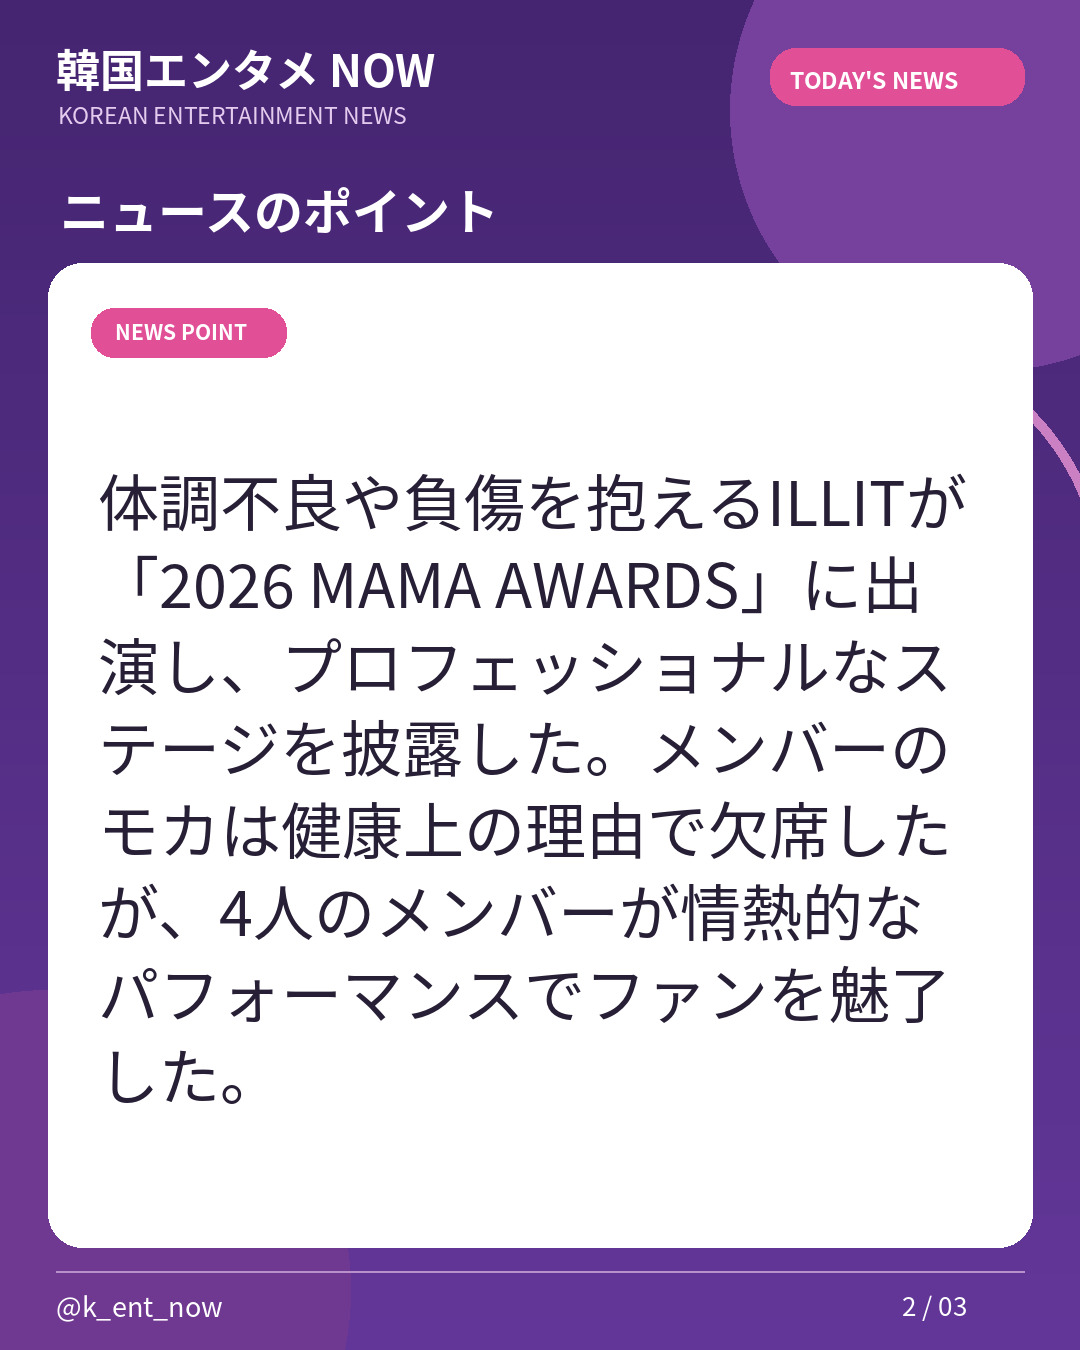 韓国エンタメ NOW
KOREAN ENTERTAINMENT NEWS
TODAY'S NEWS
ニュースのポイント
NEWS POINT
体調不良や負傷を抱えるILLITが
「2026 MAMA AWARDS」に出
演し、プロフェッショナルなス
テージを披露した。メンバーの
モカは健康上の理由で欠席した
が、4人のメンバーが情熱的な
パフォーマンスでファンを魅了
した。
@k_ent_now
2 / 03